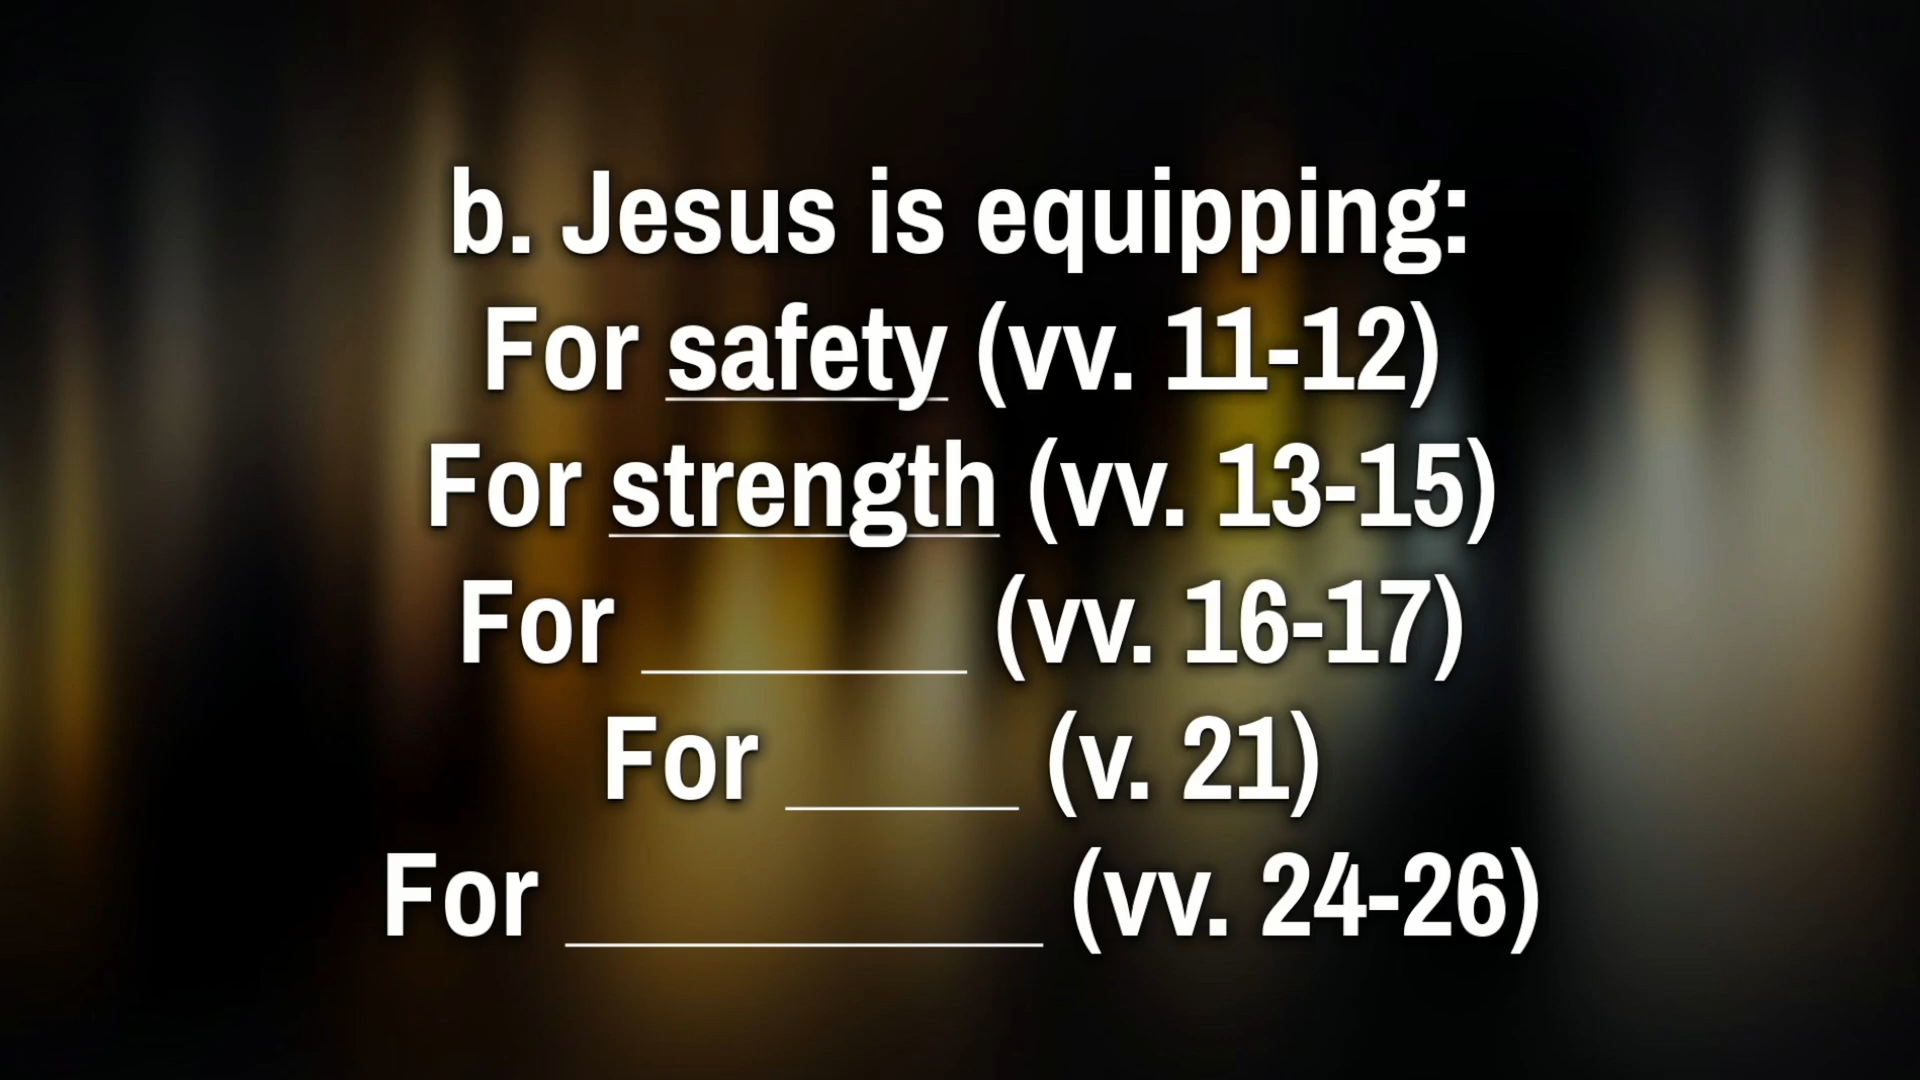 b. Jesus is equipping:
For safety (vv. 11-12)
For strength (vv. 13-15)
For ________ (vv. 16-17)
For ______ (v. 21)
For ____________ (vv. 24-26)